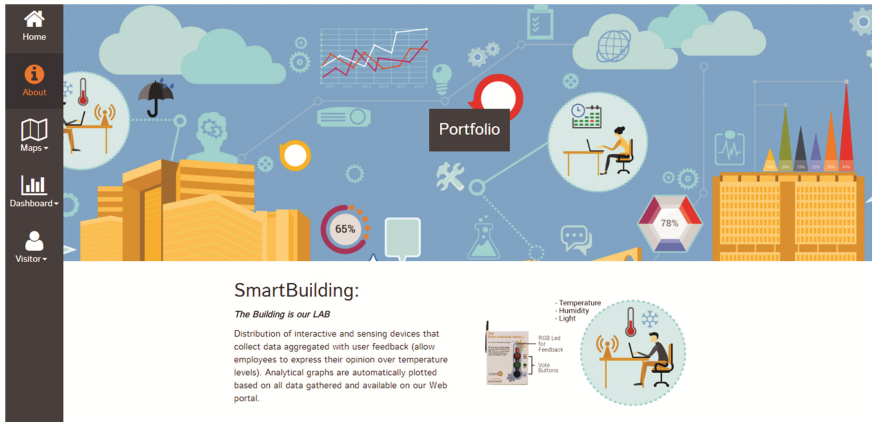 Home
About
Maps
Dashboard
Visitor
Portfolio
65%
78%
SmartBuilding:
The Building is our LAB
Distribution of interactive and sensing devices that
collect data aggregated with user feedback (allow
employees to express their opinion over temperature
levels). Analytical graphs are automatically plotted
based on all data gathered and available on our Web
portal.
- Temperature
- Humidity
- Light
RGB Led
for
Feedback
Vote
Buttons